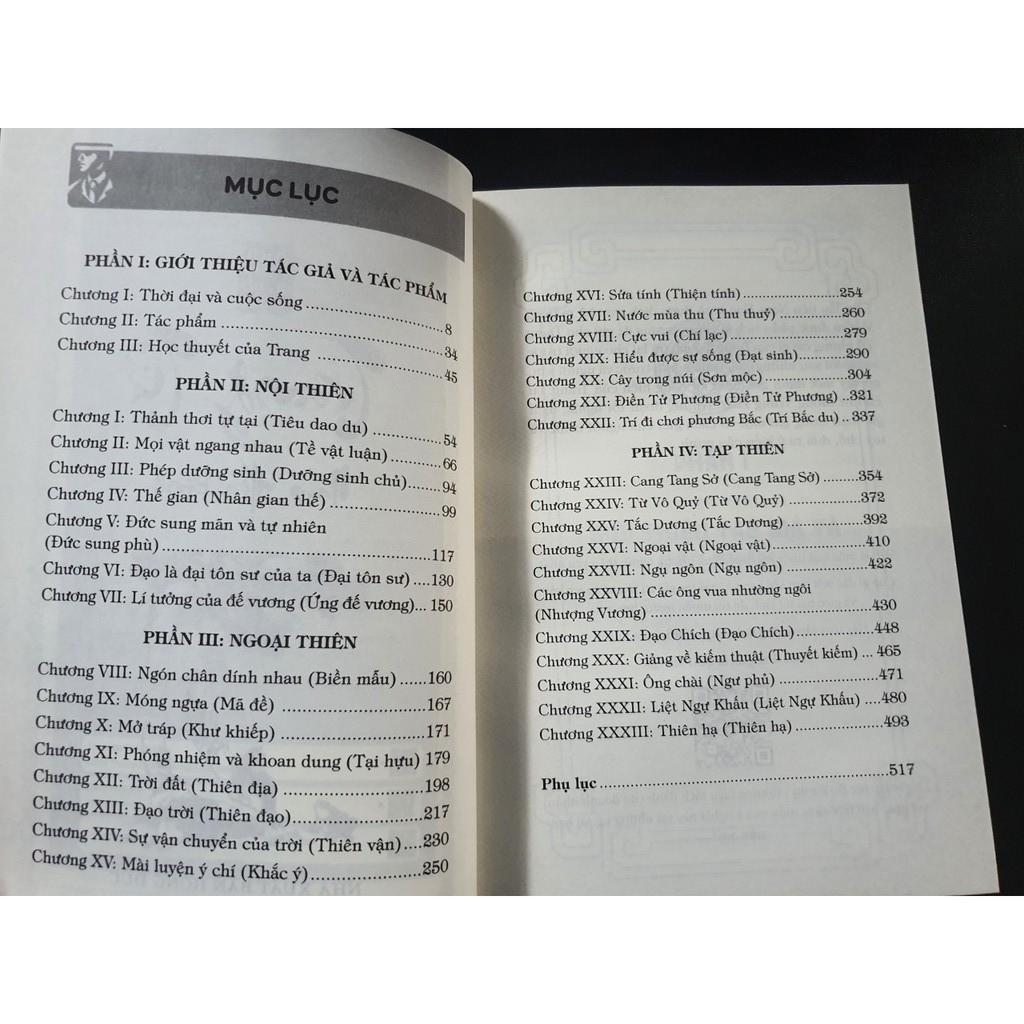 MỤC LỤC
PHẦN I: GIỚI THIỆU TÁC GIẢ VÀ TÁC PHẨM
Chương I: Thời đại và cuộc sống ........................8
Chương II: Tác phẩm ........................34
Chương III: Học thuyết của Trang ........................45
PHẦN II: NỘI THIÊN
Chương I: Thảnh thơi tự tại (Tiêu dao du) ............54
Chương II: Mọi vật ngang nhau (Tề vật luận).........66
Chương III: Phép dưỡng sinh (Dưỡng sinh chủ).....94
Chương IV: Thế gian (Nhân gian thế) ..................99
Chương V: Đức sung mãn và tự nhiên
(Đức sung phù)........................117
Chương VI: Đạo là đại tôn sư của ta (Đại tôn sư) ....130
Chương VII: Lí tưởng của đế vương (Ứng đế vương)... 150
PHẦN III: NGOẠI THIÊN
Chương VIII: Ngón chân dính nhau (Biền mẫu) ......160
Chương IX: Móng ngựa (Mã đề) ........................167
Chương X: Mở tráp (Khư khiếp) ........................171
Chương XI: Phóng nhiệm và khoan dung (Tại hựu) 179
Chương XII: Trời đất (Thiên địa) ........................198
Chương XIII: Đạo trời (Thiên đạo)........................217
Chương XIV: Sự vận chuyển của trời (Thiên vận)....230
Chương XV: Mài luyện ý chí (Khắc ý)..................250
Chương XVI: Sửa tính (Thiện tính)........................254
Chương XVII: Nước mùa thu (Thu thuỷ) ...............260
Chương XVIII: Cực vui (Chí lạc) ........................279
Chương XIX: Hiểu được sự sống (Đạt sinh)............290
Chương XX: Cây trong núi (Sơn mộc) ..................304
Chương XXI: Điền Tử Phương (Điền Tử Phương) ..321
Chương XXII: Trí đi chơi phương Bắc (Trí Bắc du) ..337
PHẦN IV: TẠP THIÊN
Chương XXIII: Cang Tang Sở (Cang Tang Sở) .........354
Chương XXIV: Từ Vô Quỷ (Từ Vô Quỷ) ...............372
Chương XXV: Tắc Dương (Tắc Dương) ..................392
Chương XXVI: Ngoại vật (Ngoại vật)..................410
Chương XXVII: Ngụ ngôn (Ngụ ngôn) ..................422
Chương XXVIII: Các ông vua nhường ngôi
(Nhượng Vương) ........................430
Chương XXIX: Đạo Chích (Đạo Chích)..................448
Chương XXX: Giảng về kiếm thuật (Thuyết kiếm) ... 465
Chương XXXI: Ông chài (Ngư phủ) .....................471
Chương XXXII: Liệt Ngự Khấu (Liệt Ngự Khấu) ....480
Chương XXXIII: Thiên hạ (Thiên hạ) ..................493
Phụ lục........................517